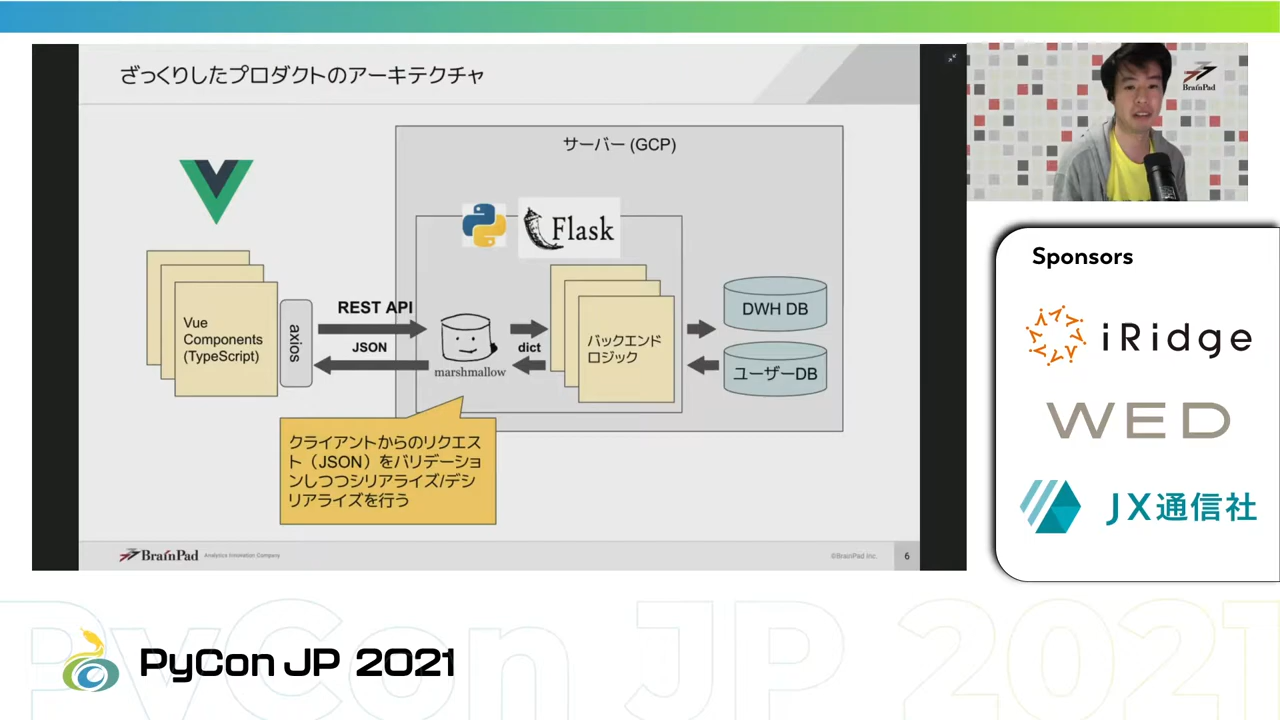 ざっくりしたプロダクトのアーキテクチャ
サーバー (GCP)
Flask
Vue
Components
(TypeScript)
axios
REST API
JSON
marshmallow
dict
バックエンド
ロジック
DWH DB
ユーザーDB
クライアントからのリクエス
ト（JSON）をバリデーショ
ンしつつシリアライズ/デシ
リアライズを行う
BrainPad
Analytics Innovation Company
©BrainPad Inc.
6
BrainPad
Sponsors
iRidge
WED
JX通信社
PyCon JP 2021
PyCon JP 2021